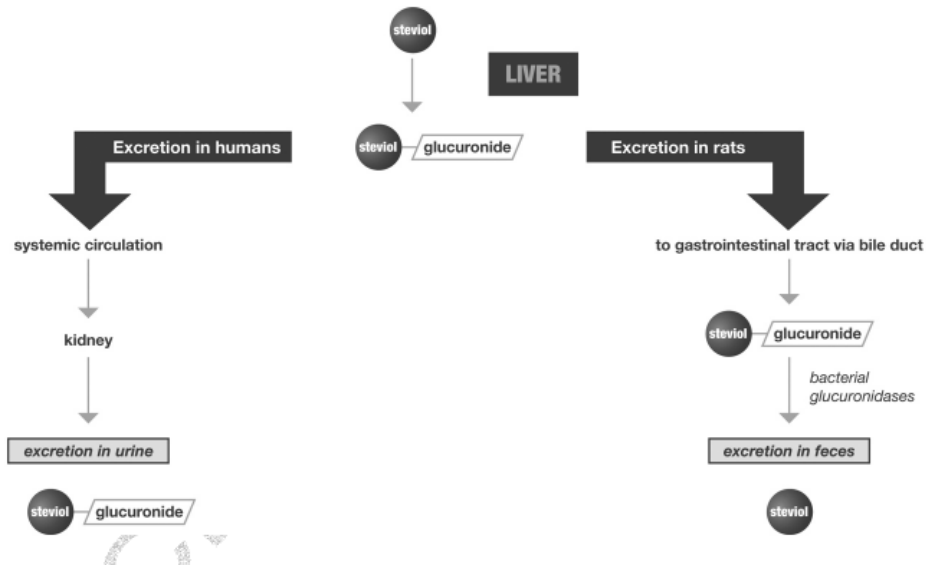 steviol
LIVER
Excretion in humans
steviol glucuronide
Excretion in rats
systemic circulation
to gastrointestinal tract via bile duct
kidney
steviol glucuronide
bacterial
glucuronidases
excretion in urine
excretion in feces
steviol glucuronide
steviol